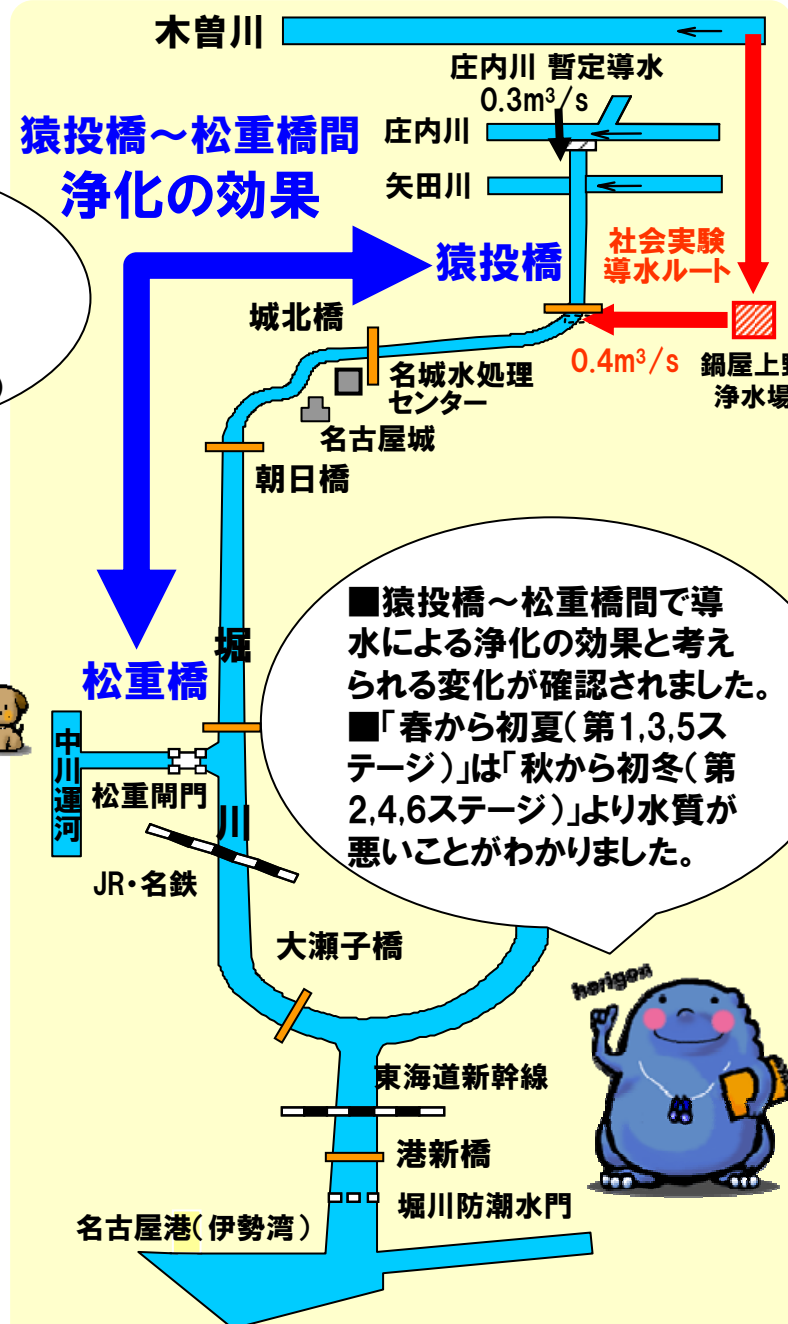 木曽川
庄内川 暫定導水
0.3m³/s
猿投橋～松重橋間
浄化の効果
庄内川
矢田川
猿投橋
社会実験
導水ルート
城北橋
0.4m³/s
鍋屋上野
浄水場
名城水処理
センター
名古屋城
朝日橋
■猿投橋～松重橋間で導
水による浄化の効果と考え
られる変化が確認されました。
■「春から初夏(第1,3,5ス
テージ)」は「秋から初冬(第
2,4,6ステージ)」より水質が
悪いことがわかりました。
堀川
松重橋
中川運河
松重閘門
JR・名鉄
大瀬子橋
horigon
東海道新幹線
港新橋
堀川防潮水門
名古屋港(伊勢湾)